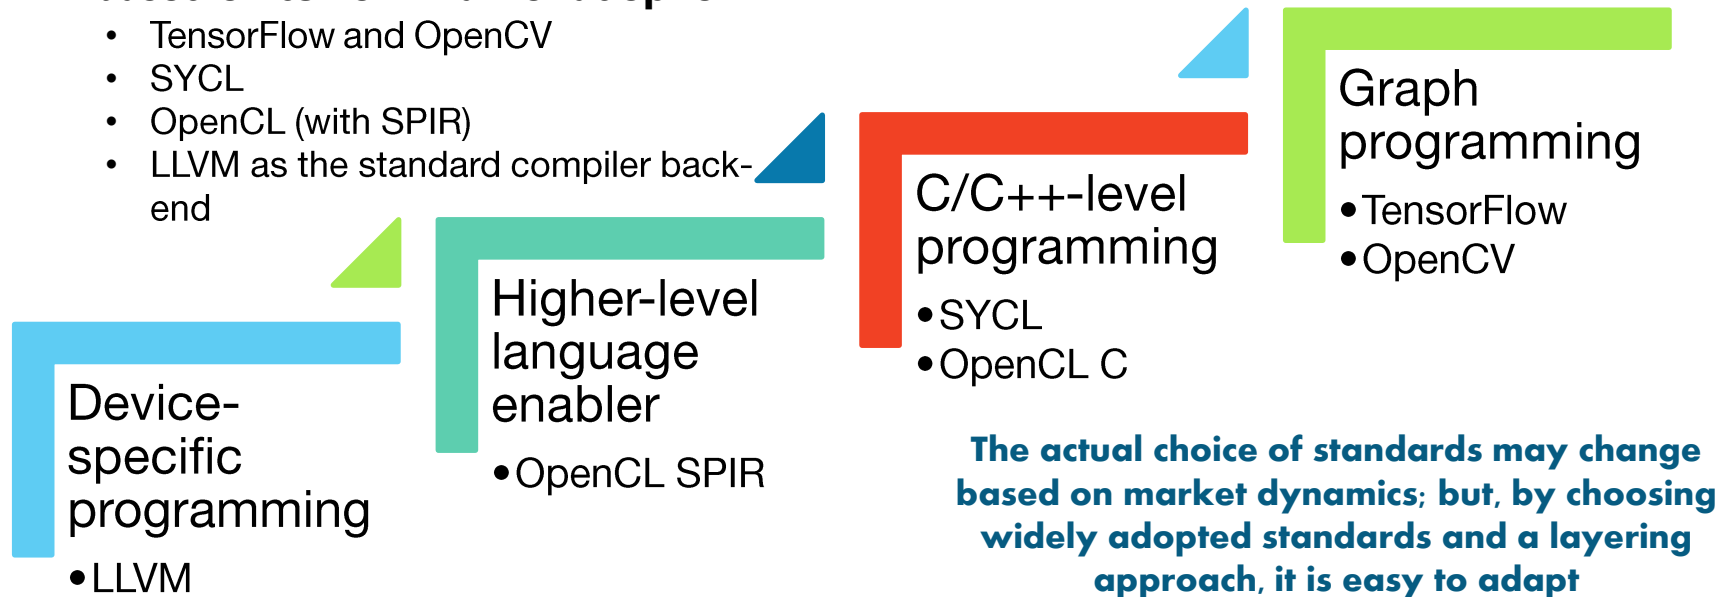 • TensorFlow and OpenCV
• SYCL
• OpenCL (with SPIR)
• LLVM as the standard compiler back-
end
Device-
specific
programming
•LLVM
Higher-level
language
enabler
•OpenCL SPIR
C/C++-level
programming
•SYCL
•OpenCL C
Graph
programming
•TensorFlow
•OpenCV
The actual choice of standards may change
based on market dynamics; but, by choosing
widely adopted standards and a layering
approach, it is easy to adapt